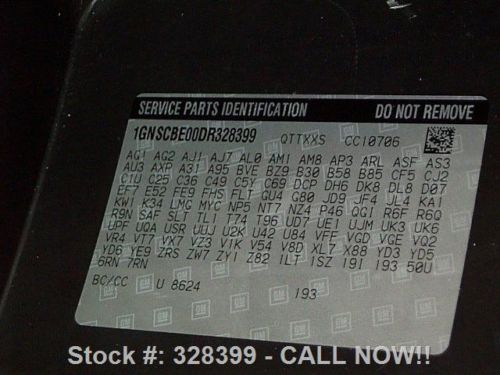 SERVICE PARTS IDENTIFICATION DO NOT REMOVE
1GNSCBE00DR328399 QTTXXS CC10706
AG1 AG2 AJ1 AJ7 AL0 AM1 AM8 AP3 ARL ASF AS3
AU3 AXP A31 A95 BVE BZ9 B30 B58 B85 CF5 CJ2
C1U C25 C36 C49 C5Y C69 DCP DH6 DK8 DL8 D07
EF7 E52 FE9 FHS FLT GU4 G80 JD9 JF4 JL4 KA1
KW1 K34 LMG MYC NP5 NT7 NZ4 P46 QG1 R6F R6Q
R9N SAF SLT TL1 T74 T96 UD7 UE1 UJM UK3 UK6
UPF UQA USR UUJ U2K U42 U84 VFF VGD VGE VQ2
VR4 VT7 VX7 VZ3 V1K V54 V8D XL7 X88 YD3 YD5
YD6 YE9 ZRS ZW7 ZY1 Z82 1LT 1SZ 19I 193 50U
6RN 7RN
BC/CC U 8624 193
GM
Stock #: 328399 - CALL NOW!!